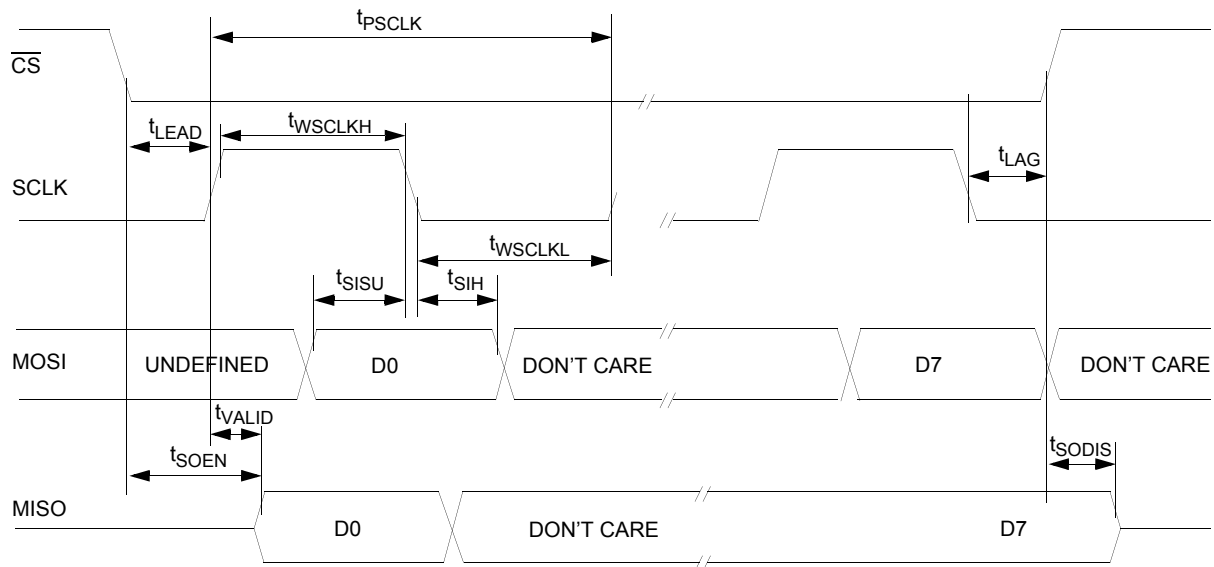 tPSCLK
CS
tLEAD
tWSCLKH
tLAG
SCLK
tWSCLKL
tSISU
tSIH
MOSI
UNDEFINED
D0
DON'T CARE
D7
DON'T CARE
tVALID
tSOEN
tSODIS
MISO
D0
DON'T CARE
D7